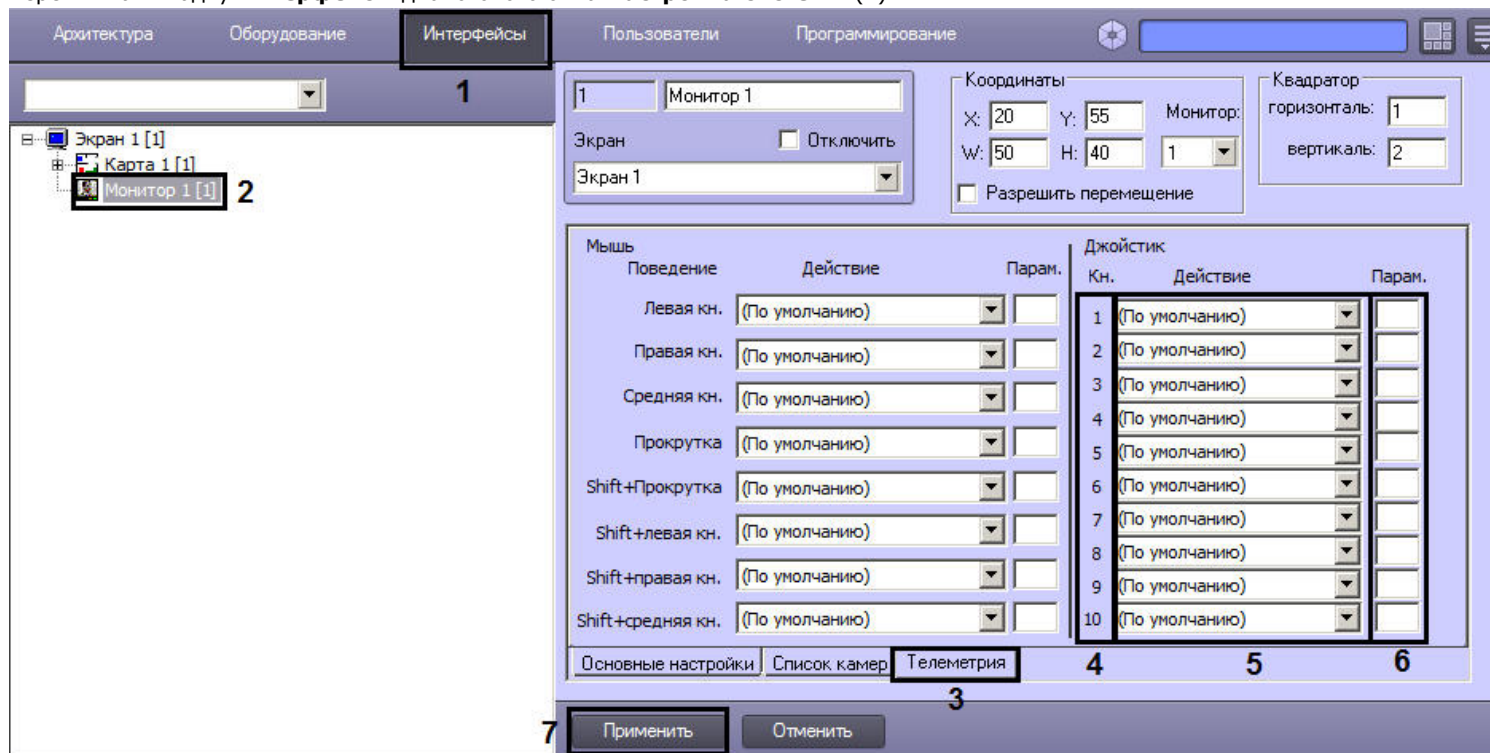 Архитектура Оборудование Интерфейсы Пользователи Программирование
1
1 Монитор 1
Экран Отключить
Экран 1
Координаты
X: 20 Y: 55 Монитор:
W: 50 H: 40 1
Разрешить перемещение
Квадратор
горизонталь: 1
вертикаль: 2
Экран 1 [1]
Карта 1 [1]
Монитор 1 [1] 2
Мышь
Поведение Действие Парам.
Левая кн. (По умолчанию)
Правая кн. (По умолчанию)
Средняя кн. (По умолчанию)
Прокрутка (По умолчанию)
Shift+Прокрутка (По умолчанию)
Shift+левая кн. (По умолчанию)
Shift+правая кн. (По умолчанию)
Shift+средняя кн. (По умолчанию)
Джойстик
Кн. Действие Парам.
1 (По умолчанию)
2 (По умолчанию)
3 (По умолчанию)
4 (По умолчанию)
5 (По умолчанию)
6 (По умолчанию)
7 (По умолчанию)
8 (По умолчанию)
9 (По умолчанию)
10 (По умолчанию)
Основные настройки Список камер Телеметрия 4 5 6
3
7 Применить Отменить